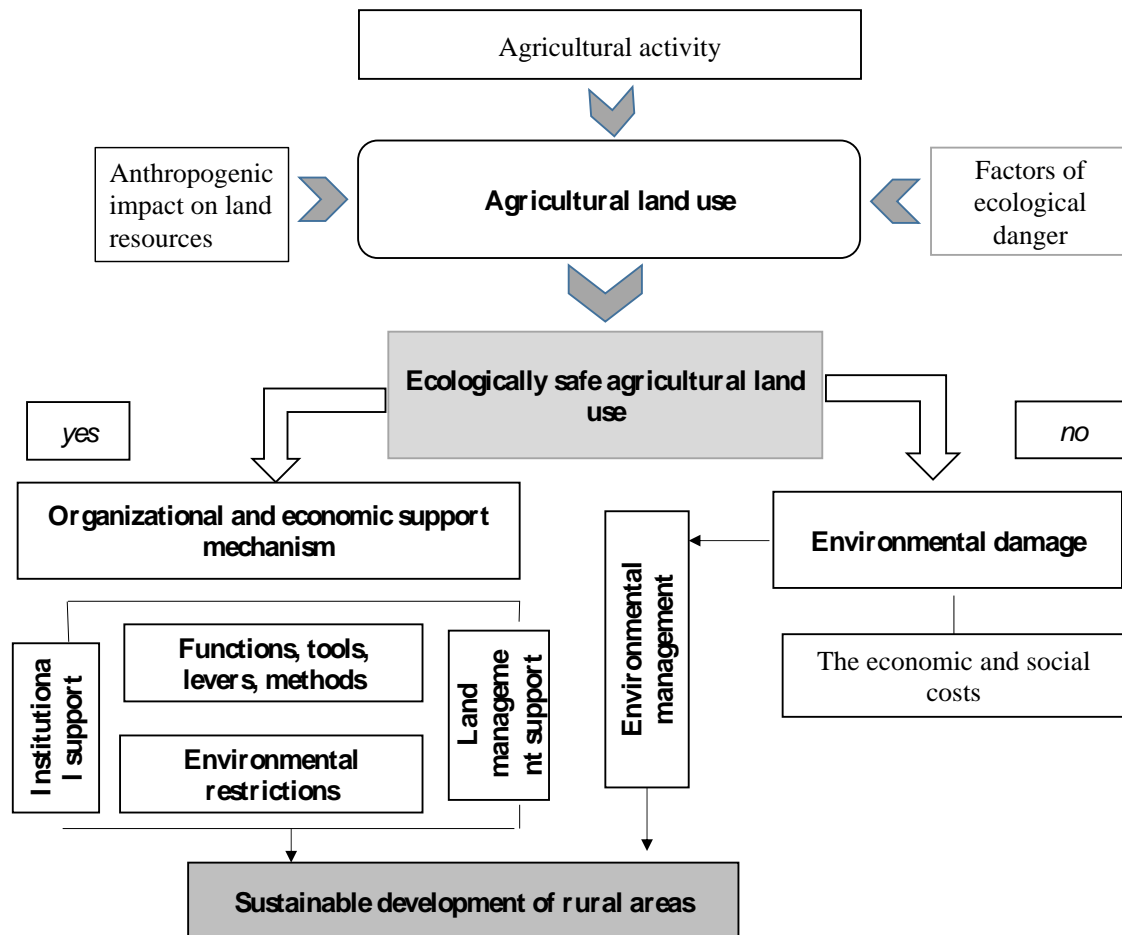 Agricultural activity
Anthropogenic
impact on land
resources
Agricultural land use
Factors of
ecological
danger
Ecologically safe agricultural land
use
yes
no
Organizational and economic support
mechanism
Environmental
management
Environmental damage
Institutiona
l support
Functions, tools,
levers, methods
Land
manageme
nt support
The economic and social
costs
Environmental
restrictions
Sustainable development of rural areas